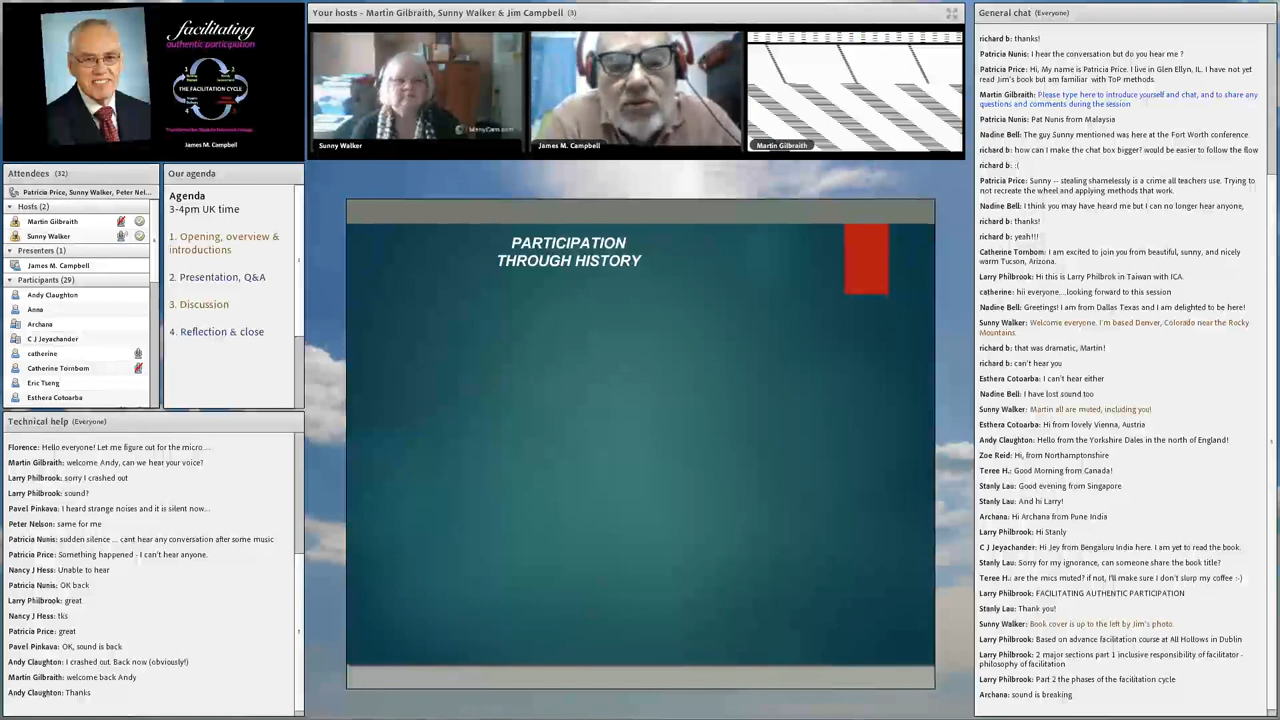 facilitating
authentic participation
THE FACILITATION CYCLE
James M. Campbell
Your hosts - Martin Gilbraith, Sunny Walker & Jim Campbell (3)
ManyCam.com
Sunny Walker
James M. Campbell
Martin Gilbraith
Attendees (32)
Patricia Price, Sunny Walker, Peter Nel...
Hosts (2)
Martin Gilbraith
Sunny Walker
Presenters (1)
James M. Campbell
Participants (29)
Andy Claughton
Anna
Archana
C J Jeyachander
catherine
Catherine Tornbom
Eric Tseng
Esthera Cotoarba
Our agenda
Agenda
3-4pm UK time
1. Opening, overview &
introductions
2. Presentation, Q&A
3. Discussion
4. Reflection & close
Technical help (Everyone)
Florence: Hello everyone! Let me figure out for the micro....
Martin Gilbraith: welcome Andy, can we hear your voice?
Larry Philbrook: sorry I crashed out
Larry Philbrook: sound?
Pavel Pinkava: I heard strange noises and it is silent now...
Peter Nelson: same for me
Patricia Nunis: sudden silence ... cant hear any conversation after some music
Patricia Price: Something happened - I can't hear anyone.
Nancy J Hess: Unable to hear
Patricia Nunis: OK back
Larry Philbrook: great
Nancy J Hess: tks
Patricia Price: great
Pavel Pinkava: OK, sound is back
Andy Claughton: I crashed out. Back now (obviously!)
Martin Gilbraith: welcome back Andy
Andy Claughton: Thanks
PARTICIPATION
THROUGH HISTORY
General chat (Everyone)
richard b: thanks!
Patricia Nunis: I hear the conversation but do you hear me ?
Patricia Price: Hi, My name is Patricia Price. I live in Glen Ellyn, IL. I have not yet
read Jim's book but am familiar with ToP methods.
Martin Gilbraith: Please type here to introduce yourself and chat, and to share any
questions and comments during the session
Patricia Nunis: Pat Nunis from Malaysia
Nadine Bell: The guy Sunny mentioned was here at the Fort Worth conference.
richard b: how can I make the chat box bigger? would be easier to follow the flow
richard b: :(
Patricia Price: Sunny -- stealing shamelessly is a crime all teachers use. Trying to
not recreate the wheel and applying methods that work.
Nadine Bell: I think you may have heard me but I can no longer hear anyone,
richard b: thanks!
richard b: yeah!!!
Catherine Tornbom: I am excited to join you from beautiful, sunny, and nicely
warm Tucson, Arizona.
Larry Philbrook: Hi this is Larry Philbrok in Taiwan with ICA.
catherine: hii everyone...looking forward to this session
Nadine Bell: Greetings! I am from Dallas Texas and I am delighted to be here!
Sunny Walker: Welcome everyone. I'm based Denver, Colorado near the Rocky
Mountains.
richard b: that was dramatic, Martin!
richard b: can't hear you
Esthera Cotoarba: I can't hear either
Nadine Bell: I have lost sound too
Sunny Walker: Martin all are muted, including you!
Esthera Cotoarba: Hi from lovely Vienna, Austria
Andy Claughton: Hello from the Yorkshire Dales in the north of England!
Zoe Reid: Hi, from Northamptonshire
Teree H.: Good Morning from Canada!
Stanly Lau: Good evening from Singapore
Stanly Lau: And hi Larry!
Archana: Hi Archana from Pune India
Larry Philbrook: Hi Stanly
C J Jeyachander: Hi Jey from Bengaluru India here. I am yet to read the book.
Stanly Lau: Sorry for my ignorance, can someone share the book title?
Teree H.: are the mics muted? if not, I'll make sure I don't slurp my coffee :-)
Larry Philbrook: FACILITATING AUTHENTIC PARTICIPATION
Stanly Lau: Thank you!
Sunny Walker: Book cover is up to the left by Jim's photo.
Larry Philbrook: Based on advance facilitation course at All Hollows in Dublin
Larry Philbrook: 2 major sections part 1 inclusive responsibility of facilitator -
philosophy of facilitation
Larry Philbrook: Part 2 the phases of the facilitation cycle
Archana: sound is breaking